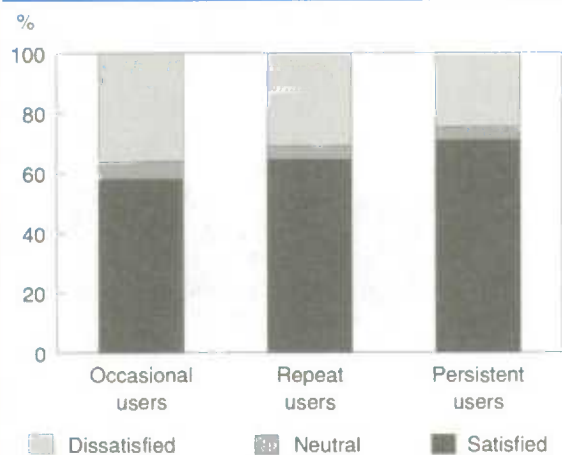 %
100
80
60
40
20
0
Occasional users
Repeat users
Persistent users
Dissatisfied
Neutral
Satisfied